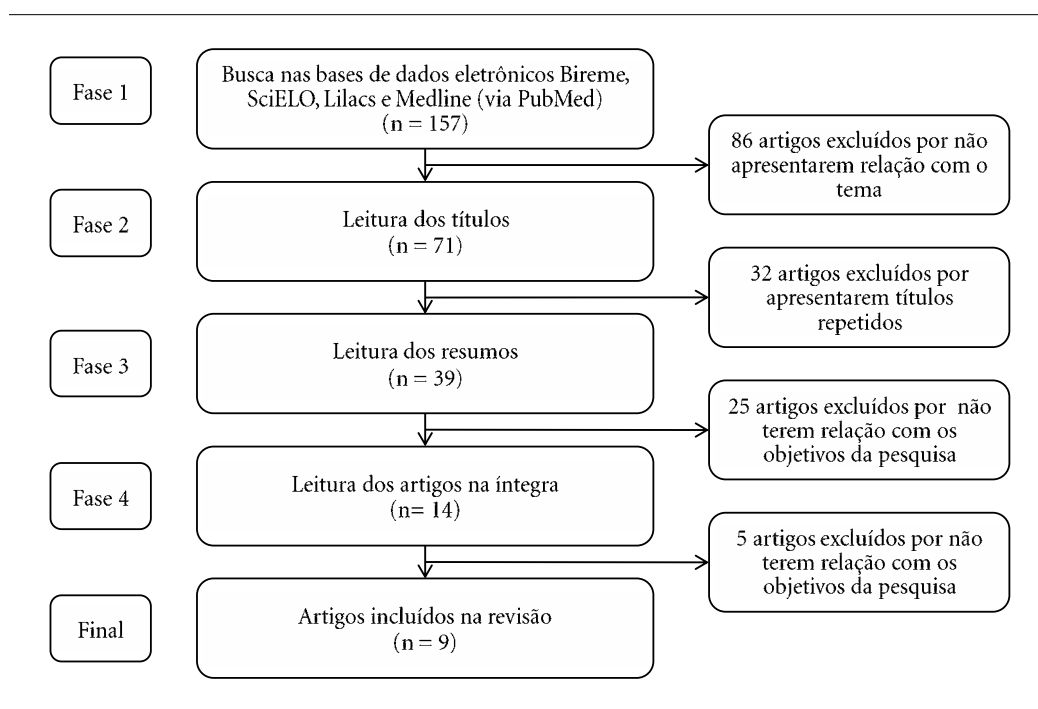 Fase 1
Busca nas bases de dados eletrônicos Bireme,
SciELO, Lilacs e Medline (via PubMed)
(n = 157)
86 artigos excluídos por não
apresentarem relação com o
tema
Fase 2
Leitura dos títulos
(n = 71)
32 artigos excluídos por
apresentarem títulos
repetidos
Fase 3
Leitura dos resumos
(n = 39)
25 artigos excluídos por não
terem relação com os
objetivos da pesquisa
Fase 4
Leitura dos artigos na íntegra
(n= 14)
5 artigos excluídos por não
terem relação com os
objetivos da pesquisa
Final
Artigos incluídos na revisão
(n = 9)